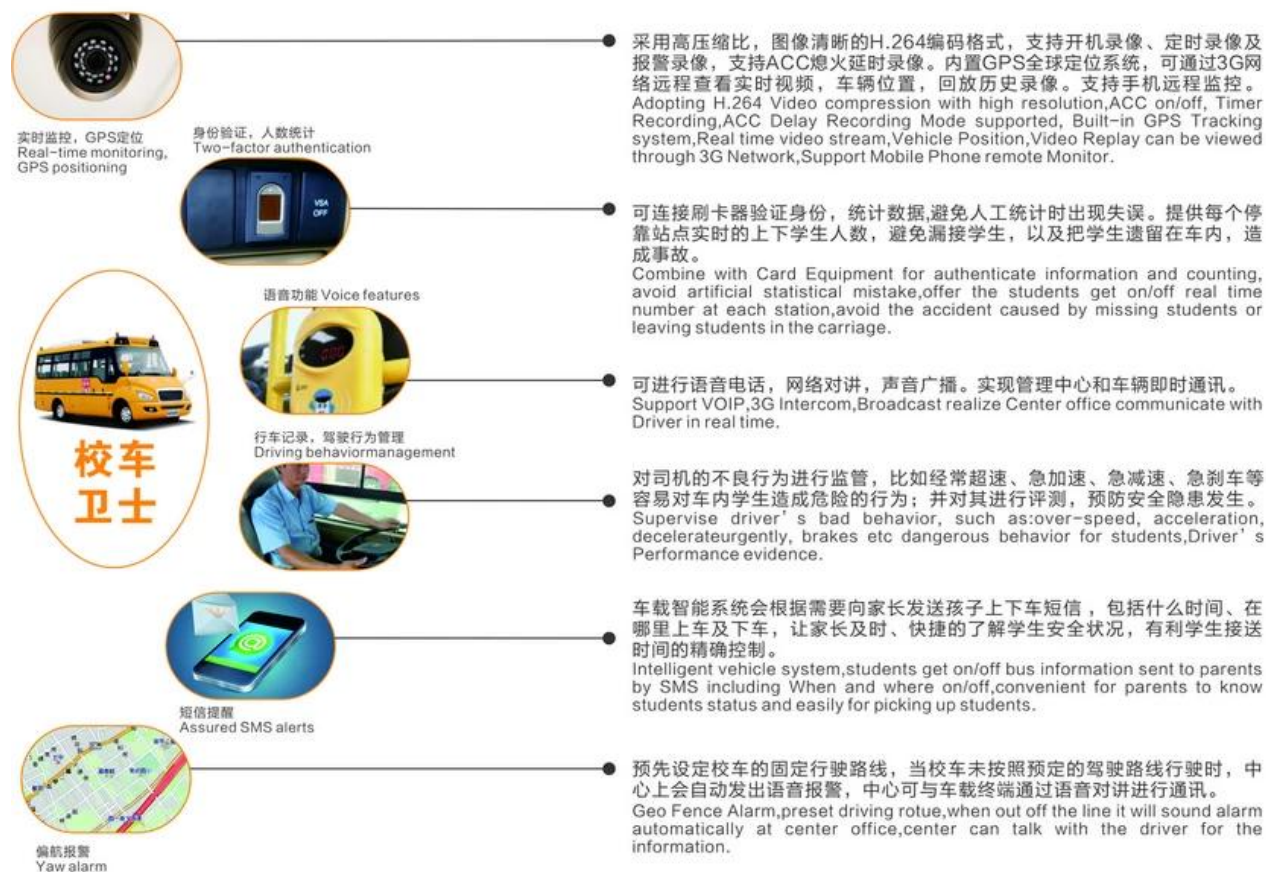 采用高压缩比，图像清晰的H.264编码格式，支持开机录像、定时录像及
报警录像，支持ACC熄火延时录像。内置GPS全球定位系统，可通过3G网
络远程查看实时视频，车辆位置，回放历史录像。支持手机远程监控。
Adopting H.264 Video compression with high resolution,ACC on/off, Timer
Recording,ACC Delay Recording Mode supported, Built-in GPS Tracking
system,Real time video stream,Vehicle Position,Video Replay can be viewed
through 3G Network,Support Mobile Phone remote Monitor.
实时监控，GPS定位
Real-time monitoring,
GPS positioning
身份验证，人数统计
Two-factor authentication
VSA
OFF
可连接刷卡器验证身份，统计数据,避免人工统计时出现失误。提供每个停
靠站点实时的上下学生人数，避免漏接学生，以及把学生遗留在车内，造
成事故。
Combine with Card Equipment for authenticate information and counting,
avoid artificial statistical mistake,offer the students get on/off real time
number at each station,avoid the accident caused by missing students or
leaving students in the carriage.
语音功能 Voice features
可进行语音电话，网络对讲，声音广播。实现管理中心和车辆即时通讯。
Support VOIP,3G Intercom,Broadcast realize Center office communicate with
Driver in real time.
校车
卫士
行车记录，驾驶行为管理
Driving behaviormanagement
对司机的不良行为进行监管，比如经常超速、急加速、急减速、急刹车等
容易对车内学生造成危险的行为；并对其进行评测，预防安全隐患发生。
Supervise driver's bad behavior, such as:over-speed, acceleration,
decelerateurgently, brakes etc dangerous behavior for students,Driver's
Performance evidence.
车载智能系统会根据需要向家长发送孩子上下车短信，包括什么时间、在
哪里上车及下车，让家长及时、快捷的了解学生安全状况，有利学生接送
时间的精确控制。
Intelligent vehicle system,students get on/off bus information sent to parents
by SMS including When and where on/off,convenient for parents to know
students status and easily for picking up students.
短信提醒
Assured SMS alerts
预先设定校车的固定行驶路线，当校车未按照预定的驾驶路线行驶时，中
心上会自动发出语音报警，中心可与车载终端通过语音对讲进行通讯。
Geo Fence Alarm,preset driving rotue,when out off the line it will sound alarm
automatically at center office,center can talk with the driver for the
information.
偏航报警
Yaw alarm